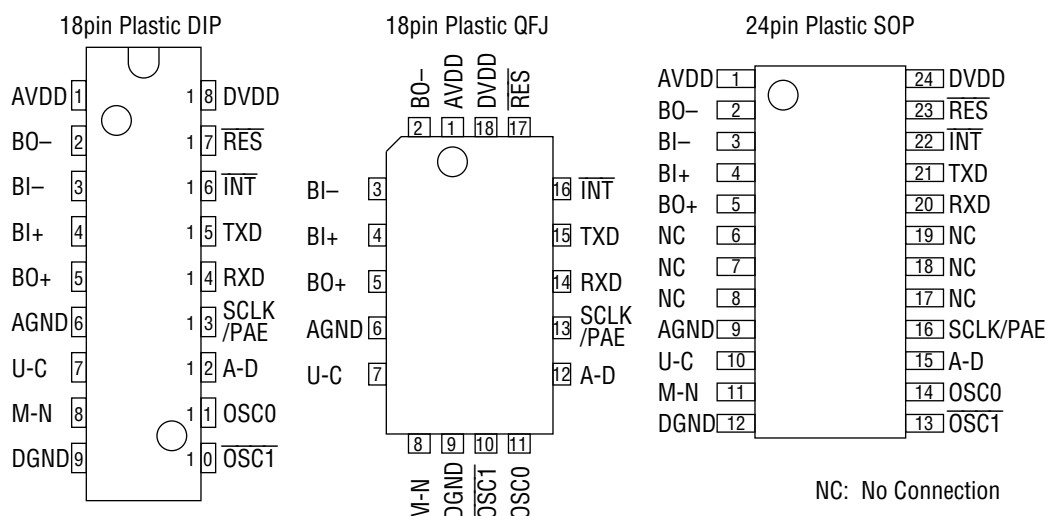 18pin Plastic DIP
AVDD 1 18 DVDD
BO– 2 17 RES
BI– 3 16 INT
BI+ 4 15 TXD
BO+ 5 14 RXD
AGND 6 13 SCLK
/PAE
U-C 7 12 A-D
M-N 8 11 OSC0
DGND 9 10 OSC1
18pin Plastic QFJ
BO– AVDD DVDD RES
2 1 18 17
BI– 3 16 INT
BI+ 4 15 TXD
BO+ 5 14 RXD
AGND 6 13 SCLK
/PAE
U-C 7 12 A-D
8 9 10 11
M-N DGND OSC1 OSC0
24pin Plastic SOP
AVDD 1 24 DVDD
BO– 2 23 RES
BI– 3 22 INT
BI+ 4 21 TXD
BO+ 5 20 RXD
NC 6 19 NC
NC 7 18 NC
NC 8 17 NC
AGND 9 16 SCLK/PAE
U-C 10 15 A-D
M-N 11 14 OSC0
DGND 12 13 OSC1
NC: No Connection